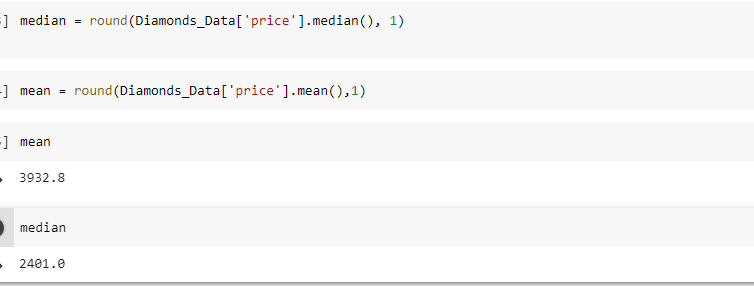 ] median = round(Diamonds_Data['price'].median(), 1)
] mean = round(Diamonds_Data['price'].mean(),1)
] mean
3932.8
median
2401.0